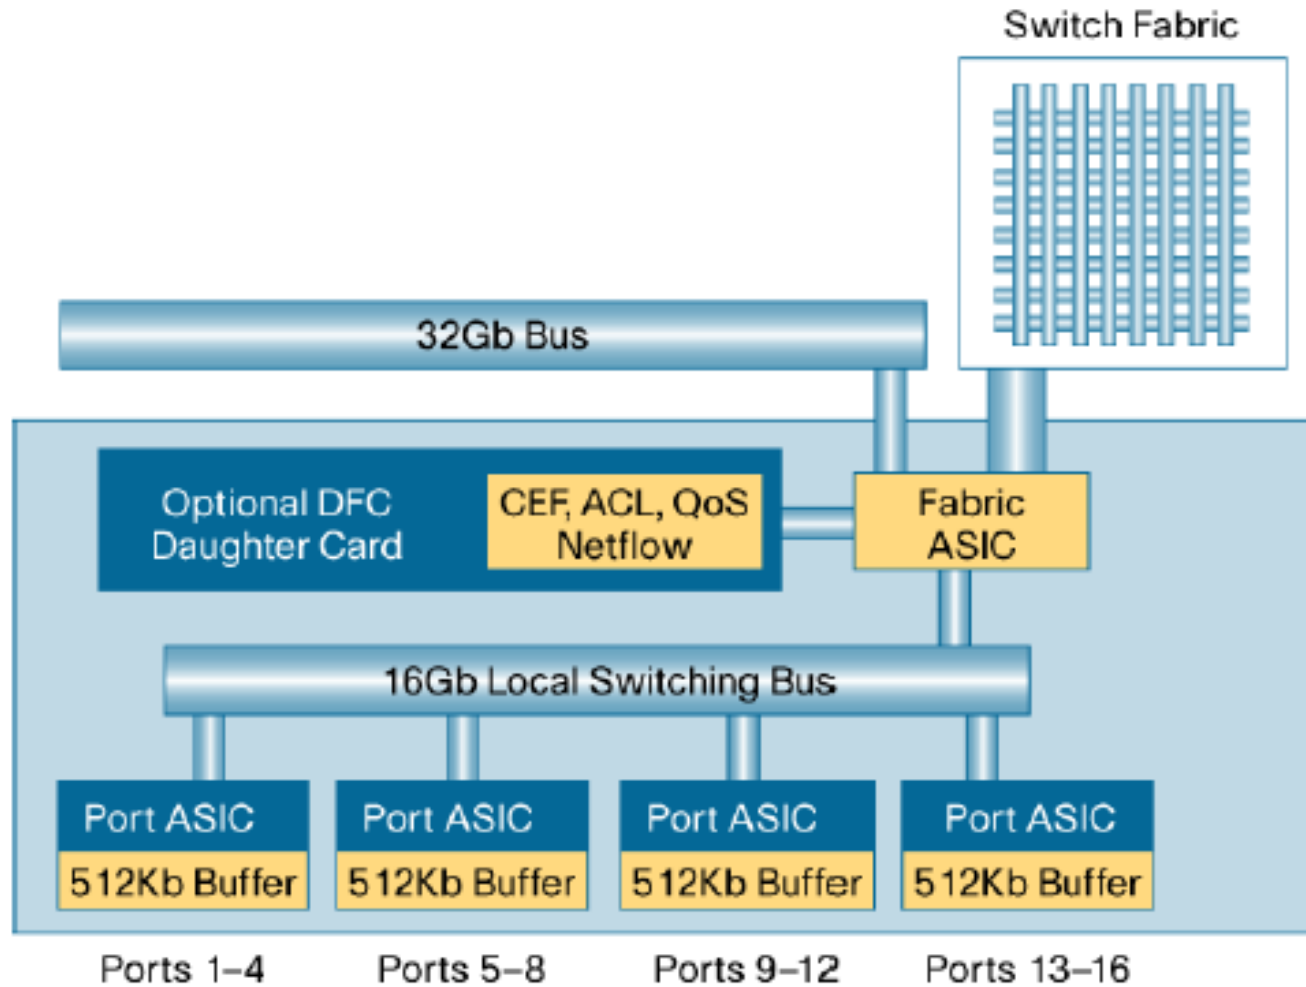 Switch Fabric
32Gb Bus
Optional DFC
Daughter Card
CEF, ACL, QoS
Netflow
Fabric
ASIC
16Gb Local Switching Bus
Port ASIC
512Kb Buffer
Port ASIC
512Kb Buffer
Port ASIC
512Kb Buffer
Port ASIC
512Kb Buffer
Ports 1–4
Ports 5–8
Ports 9–12
Ports 13–16